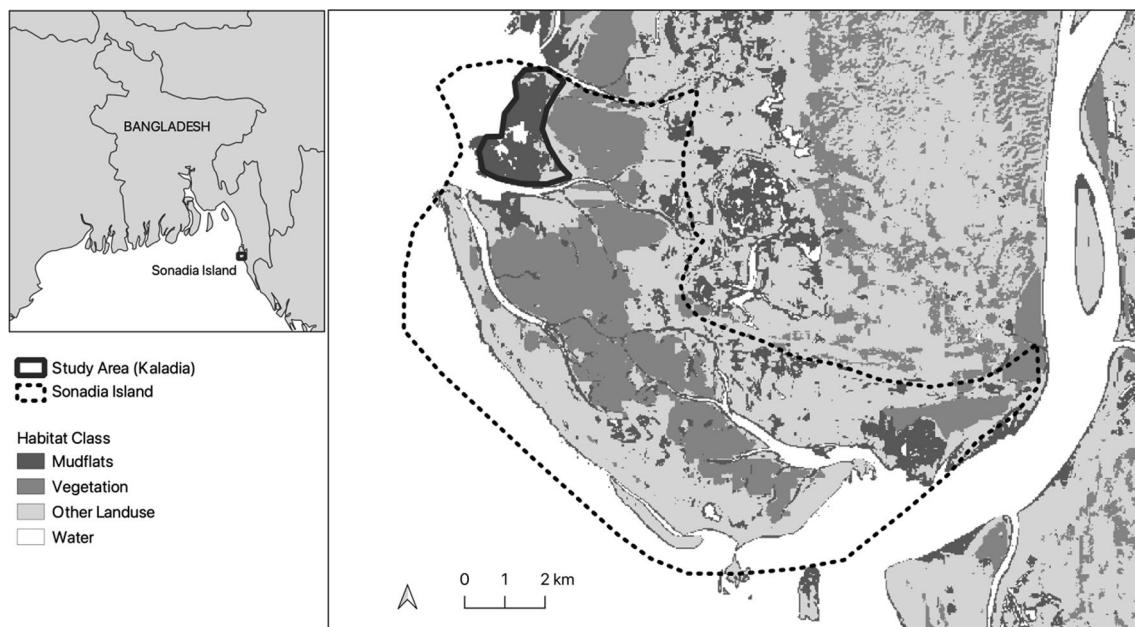 BANGLADESH
Sonadia Island
Study Area (Kaladia)
Sonadia Island
Habitat Class
Mudflats
Vegetation
Other Landuse
Water
0 1 2 km